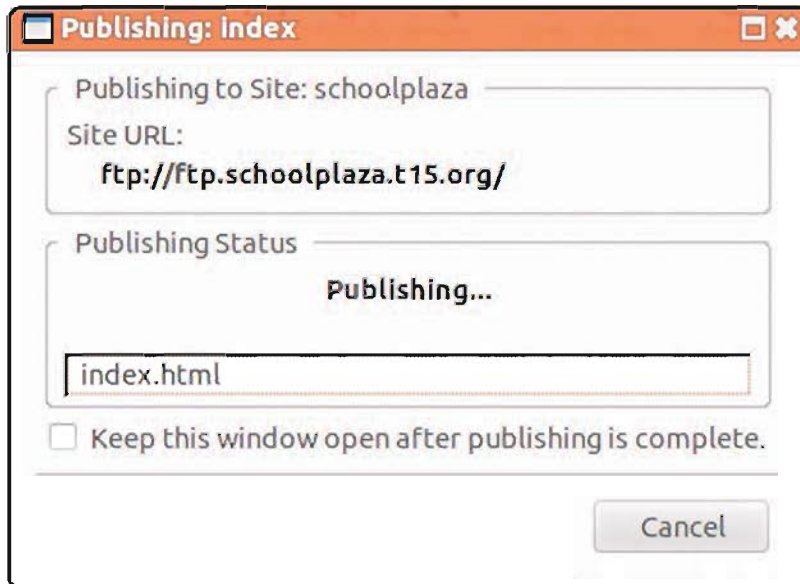 Publishing: index
Publishing to Site: schoolplaza
Site URL:
ftp://ftp.schoolplaza.t15.org/
Publishing Status
Publishing...
index.html
Keep this window open after publishing is complete.
Cancel